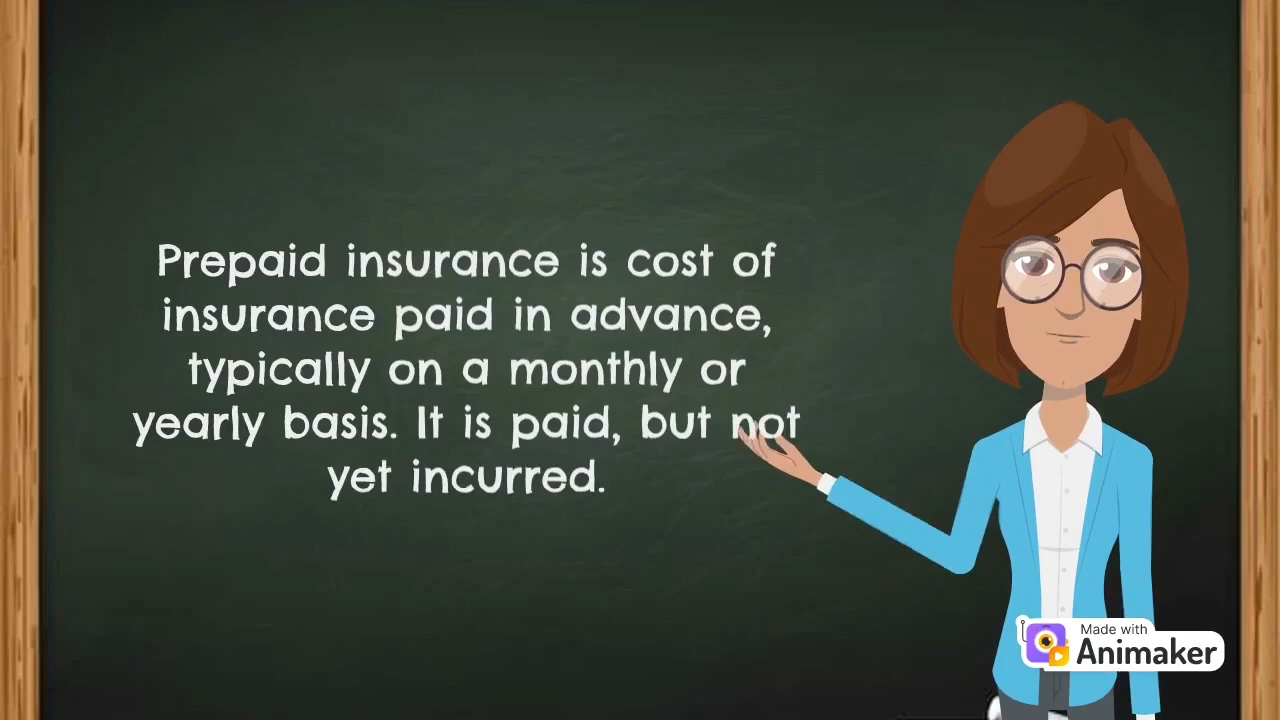 Prepaid insurance is cost of
insurance paid in advance,
typically on a monthly or
yearly basis. It is paid, but not
yet incurred.
Made with
Animaker